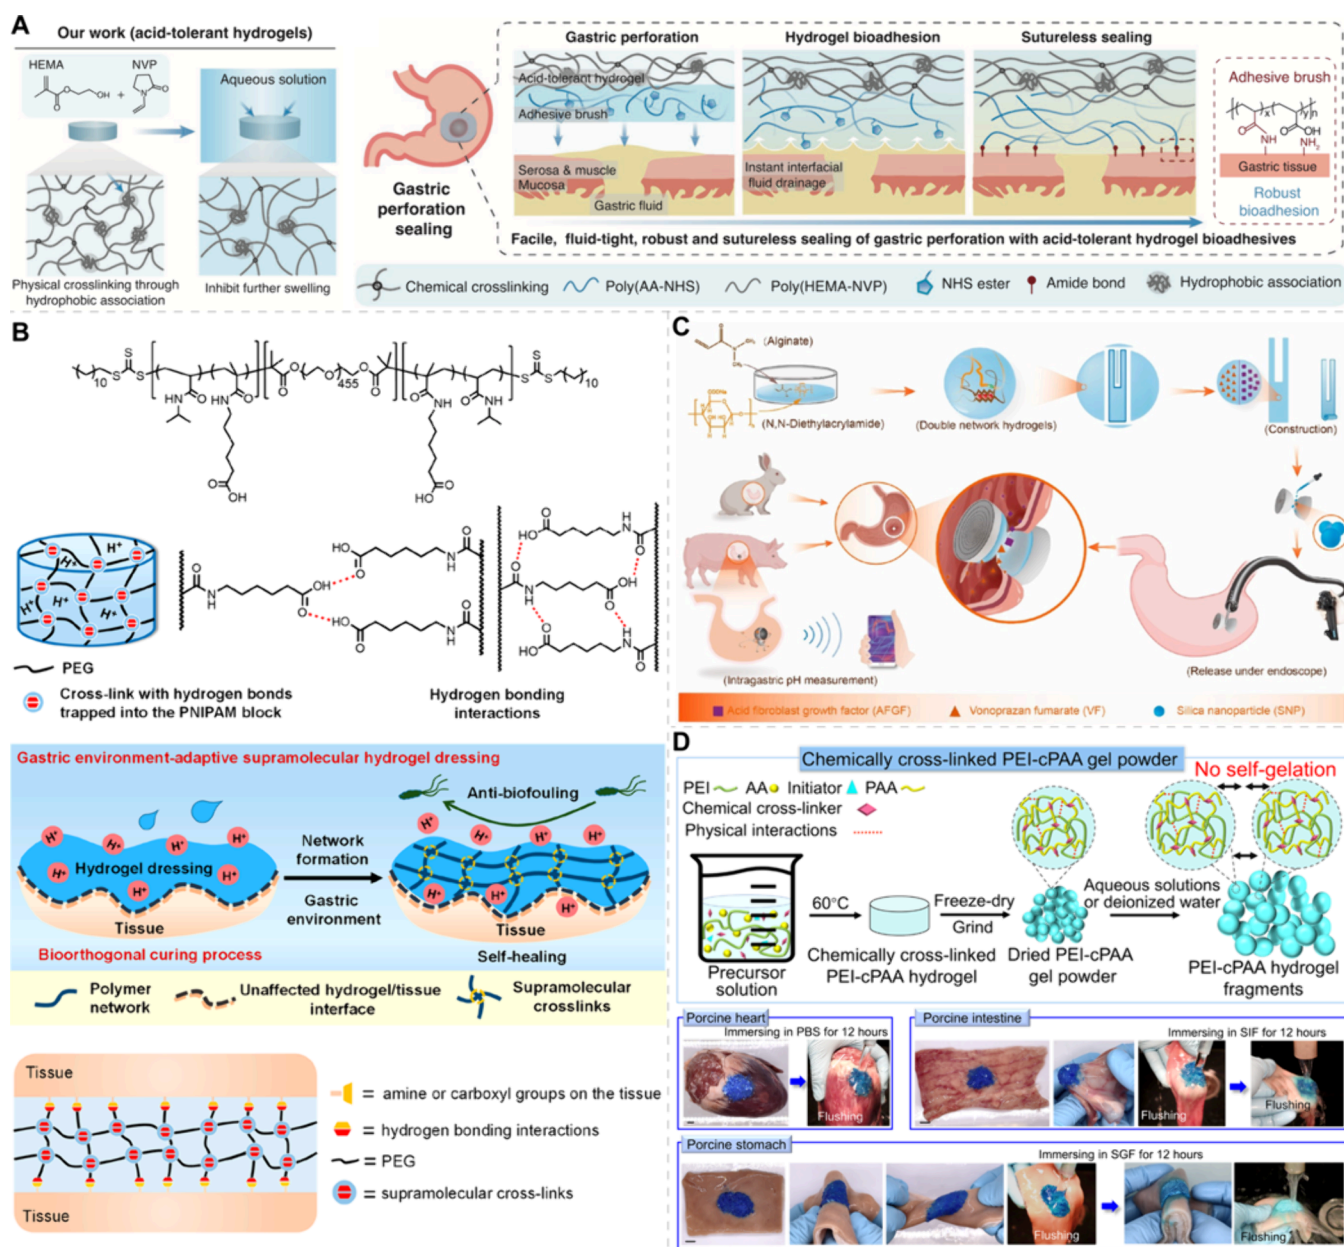 A
Our work (acid-tolerant hydrogels)
HEMA
NVP
OH
+
N
O
Aqueous solution
Physical crosslinking through
hydrophobic association
Inhibit further swelling
Gastric
perforation
sealing
Gastric perforation
Hydrogel bioadhesion
Sutureless sealing
Acid-tolerant hydrogel
Adhesive brush
Serosa & muscle
Mucosa
Gastric fluid
Instant interfacial
fluid drainage
Adhesive brush
Gastric tissue
Robust
bioadhesion
Facile, fluid-tight, robust and sutureless sealing of gastric perforation with acid-tolerant hydrogel bioadhesives
Chemical crosslinking
Poly(AA-NHS)
Poly(HEMA-NVP)
NHS ester
Amide bond
Hydrophobic association
B
10
455
10
PEG
Cross-link with hydrogen bonds
trapped into the PNIPAM block
Hydrogen bonding
interactions
Gastric environment-adaptive supramolecular hydrogel dressing
Anti-biofouling
Hydrogel dressing
Network
formation
Gastric
environment
Tissue
Tissue
Bioorthogonal curing process
Self-healing
Polymer
network
Unaffected hydrogel/tissue
interface
Supramolecular
crosslinks
Tissue
Tissue
= amine or carboxyl groups on the tissue
= hydrogen bonding interactions
= PEG
= supramolecular cross-links
C
(Alginate)
(N,N-Diethylacrylamide)
(Double network hydrogels)
(Construction)
(Intragastric pH measurement)
(Release under endoscope)
Acid fibroblast growth factor (AFGF)
Vonoprazan fumarate (VF)
Silica nanoparticle (SNP)
D
Chemically cross-linked PEI-cPAA gel powder
PEI
AA
Initiator
PAA
Chemical cross-linker
Physical interactions
No self-gelation
60°C
Freeze-dry
Grind
Aqueous solutions
or deionized water
Precursor
solution
Chemically cross-linked
PEI-cPAA hydrogel
Dried PEI-cPAA
gel powder
PEI-cPAA hydrogel
fragments
Porcine heart
Immersing in PBS for 12 hours
Flushing
Porcine intestine
Immersing in SIF for 12 hours
Flushing
Flushing
Porcine stomach
Immersing in SGF for 12 hours
Flushing
Flushing